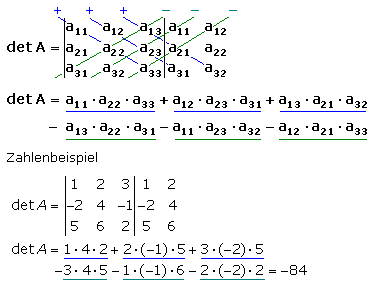 + + + − − −
a₁₁ a₁₂ a₁₃ a₁₁ a₁₂
det A = a₂₁ a₂₂ a₂₃ a₂₁ a₂₂
a₃₁ a₃₂ a₃₃ a₃₁ a₃₂
det A = a₁₁·a₂₂·a₃₃ + a₁₂·a₂₃·a₃₁ + a₁₃·a₂₁·a₃₂
− a₁₃·a₂₂·a₃₁ − a₁₁·a₂₃·a₃₂ − a₁₂·a₂₁·a₃₃
Zahlenbeispiel
1 2 3 1 2
det A = −2 4 −1 −2 4
5 6 2 5 6
det A = 1·4·2 + 2·(−1)·5 + 3·(−2)·5
−3·4·5 − 1·(−1)·6 − 2·(−2)·2 = −84